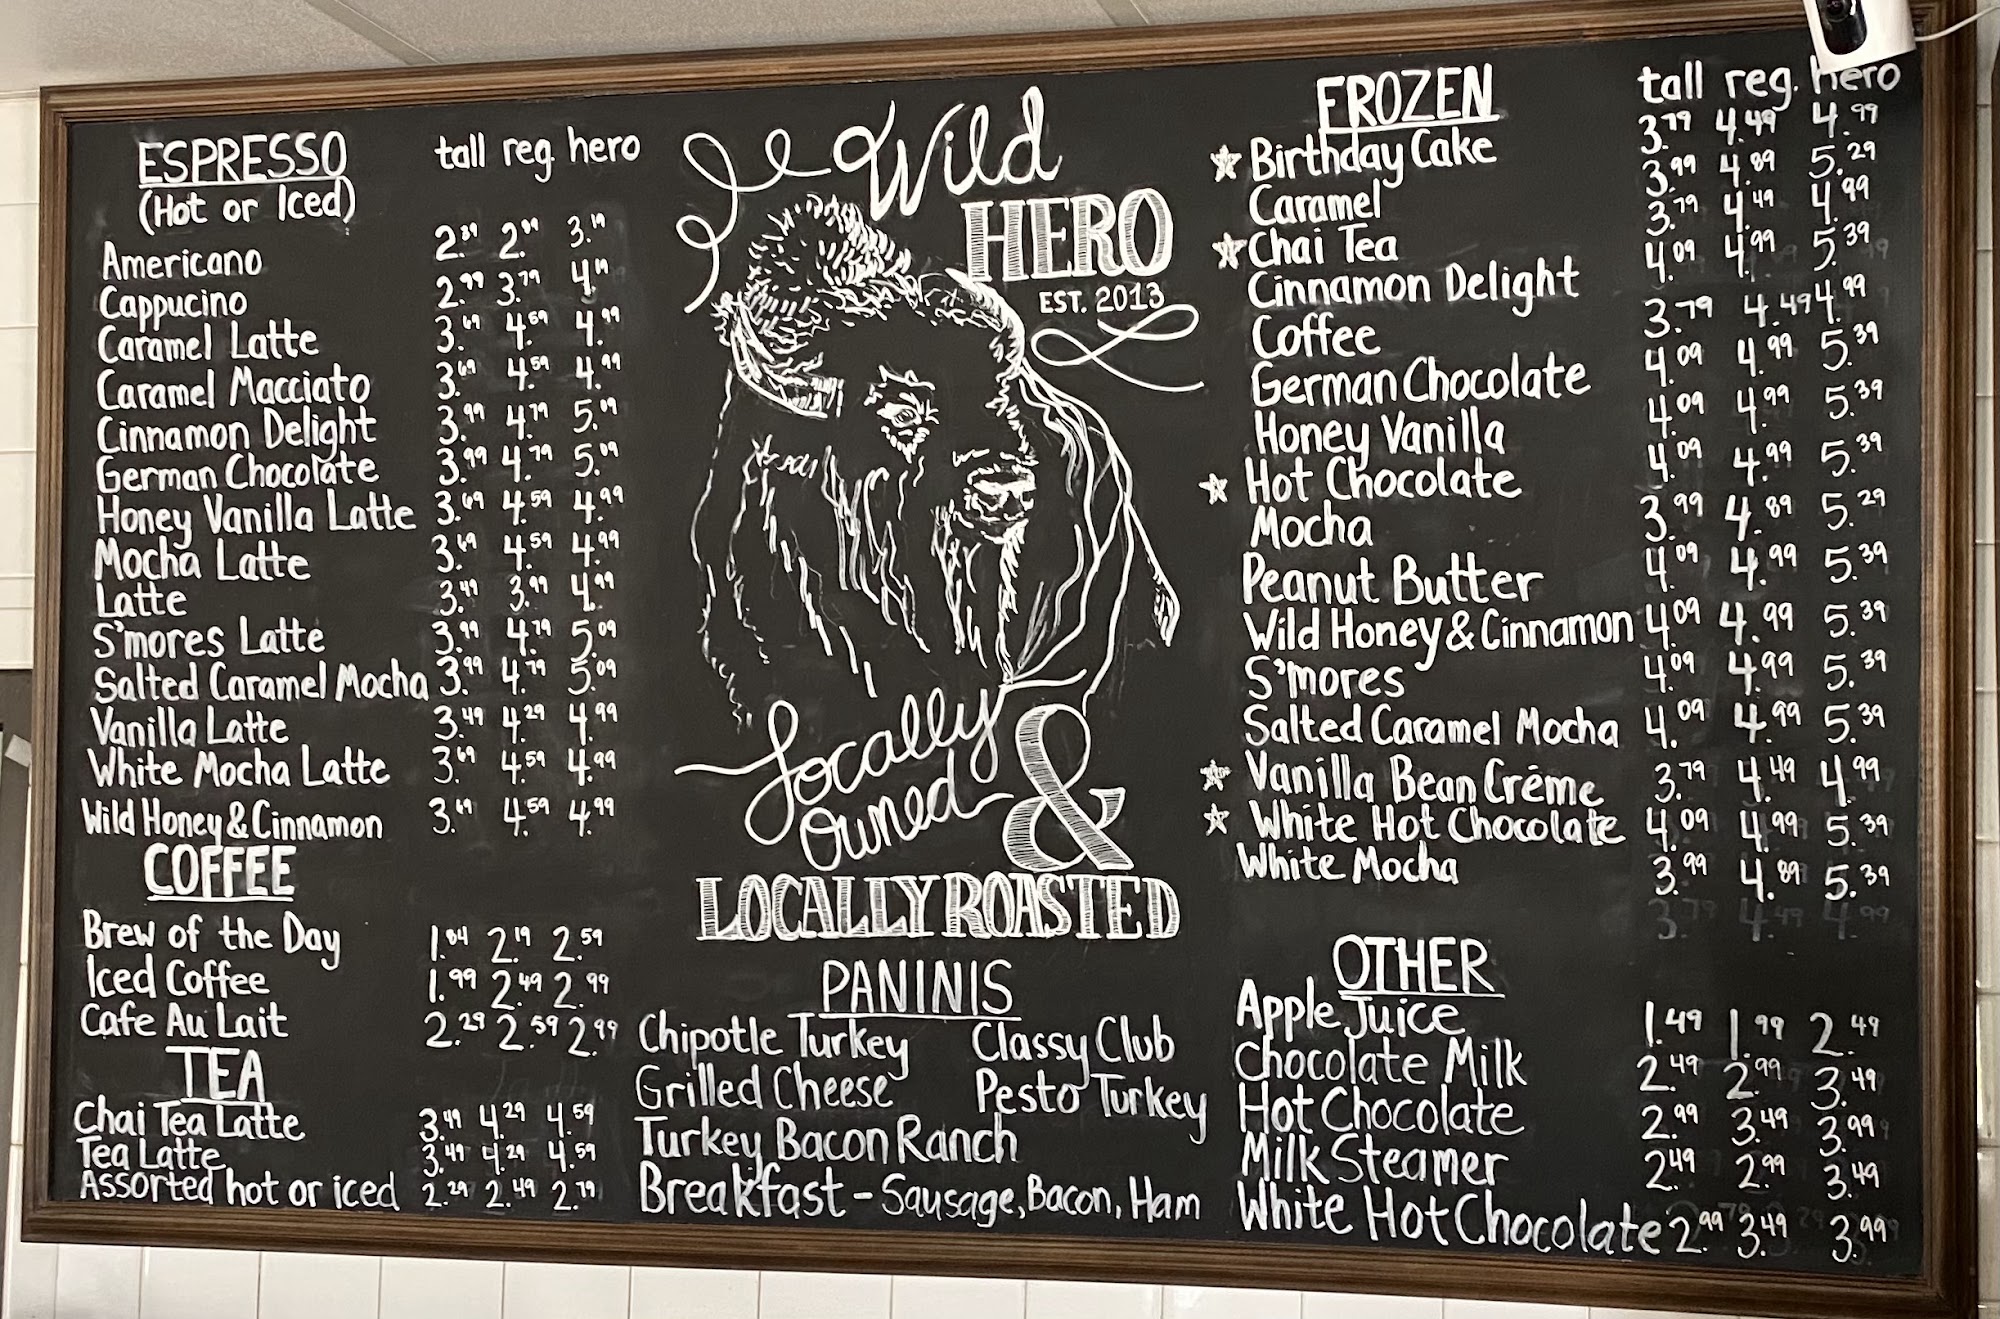 ESPRESSO tall reg. hero
(Hot or Iced)
Americano 2.39 2.89 3.19
Cappucino 2.99 3.79 4.19
Caramel Latte 3.69 4.59 4.99
Caramel Macciato 3.69 4.59 4.99
Cinnamon Delight 3.99 4.79 5.09
German Chocolate 3.99 4.79 5.09
Honey Vanilla Latte 3.69 4.59 4.99
Mocha Latte 3.69 4.59 4.99
Latte 3.49 3.99 4.99
S'mores Latte 3.99 4.79 5.09
Salted Caramel Mocha 3.99 4.79 5.09
Vanilla Latte 3.49 4.29 4.99
White Mocha Latte 3.69 4.59 4.99
Wild Honey & Cinnamon 3.69 4.59 4.99
COFFEE
Brew of the Day 1.84 2.19 2.59
Iced Coffee 1.99 2.49 2.99
Cafe Au Lait 2.29 2.59 2.99
TEA
Chai Tea Latte 3.49 4.29 4.59
Tea Latte 3.49 4.29 4.59
Assorted hot or iced 2.29 2.49 2.79
Wild
HERO
EST. 2013
Locally
Owned &
LOCALLY ROASTED
PANINIS
Chipotle Turkey Classy Club
Grilled Cheese Pesto Turkey
Turkey Bacon Ranch
Breakfast - Sausage, Bacon, Ham
FROZEN tall reg. hero
Birthday Cake 3.79 4.49 4.99
Caramel 3.99 4.89 5.29
Chai Tea 3.79 4.49 4.99
Cinnamon Delight 4.09 4.99 5.39
Coffee 3.79 4.49 4.99
German Chocolate 4.09 4.99 5.39
Honey Vanilla 4.09 4.99 5.39
Hot Chocolate 4.09 4.99 5.39
Mocha 3.99 4.89 5.29
Peanut Butter 4.09 4.99 5.39
Wild Honey & Cinnamon 4.09 4.99 5.39
S'mores 4.09 4.99 5.39
Salted Caramel Mocha 4.09 4.99 5.39
Vanilla Bean Crème 3.79 4.49 4.99
White Hot Chocolate 4.09 4.99 5.39
White Mocha 3.99 4.89 5.39
OTHER
Apple Juice 1.49 1.99 2.49
Chocolate Milk 2.49 2.99 3.49
Hot Chocolate 2.99 3.49 3.99
Milk Steamer 2.49 2.99 3.49
White Hot Chocolate 2.99 3.49 3.99